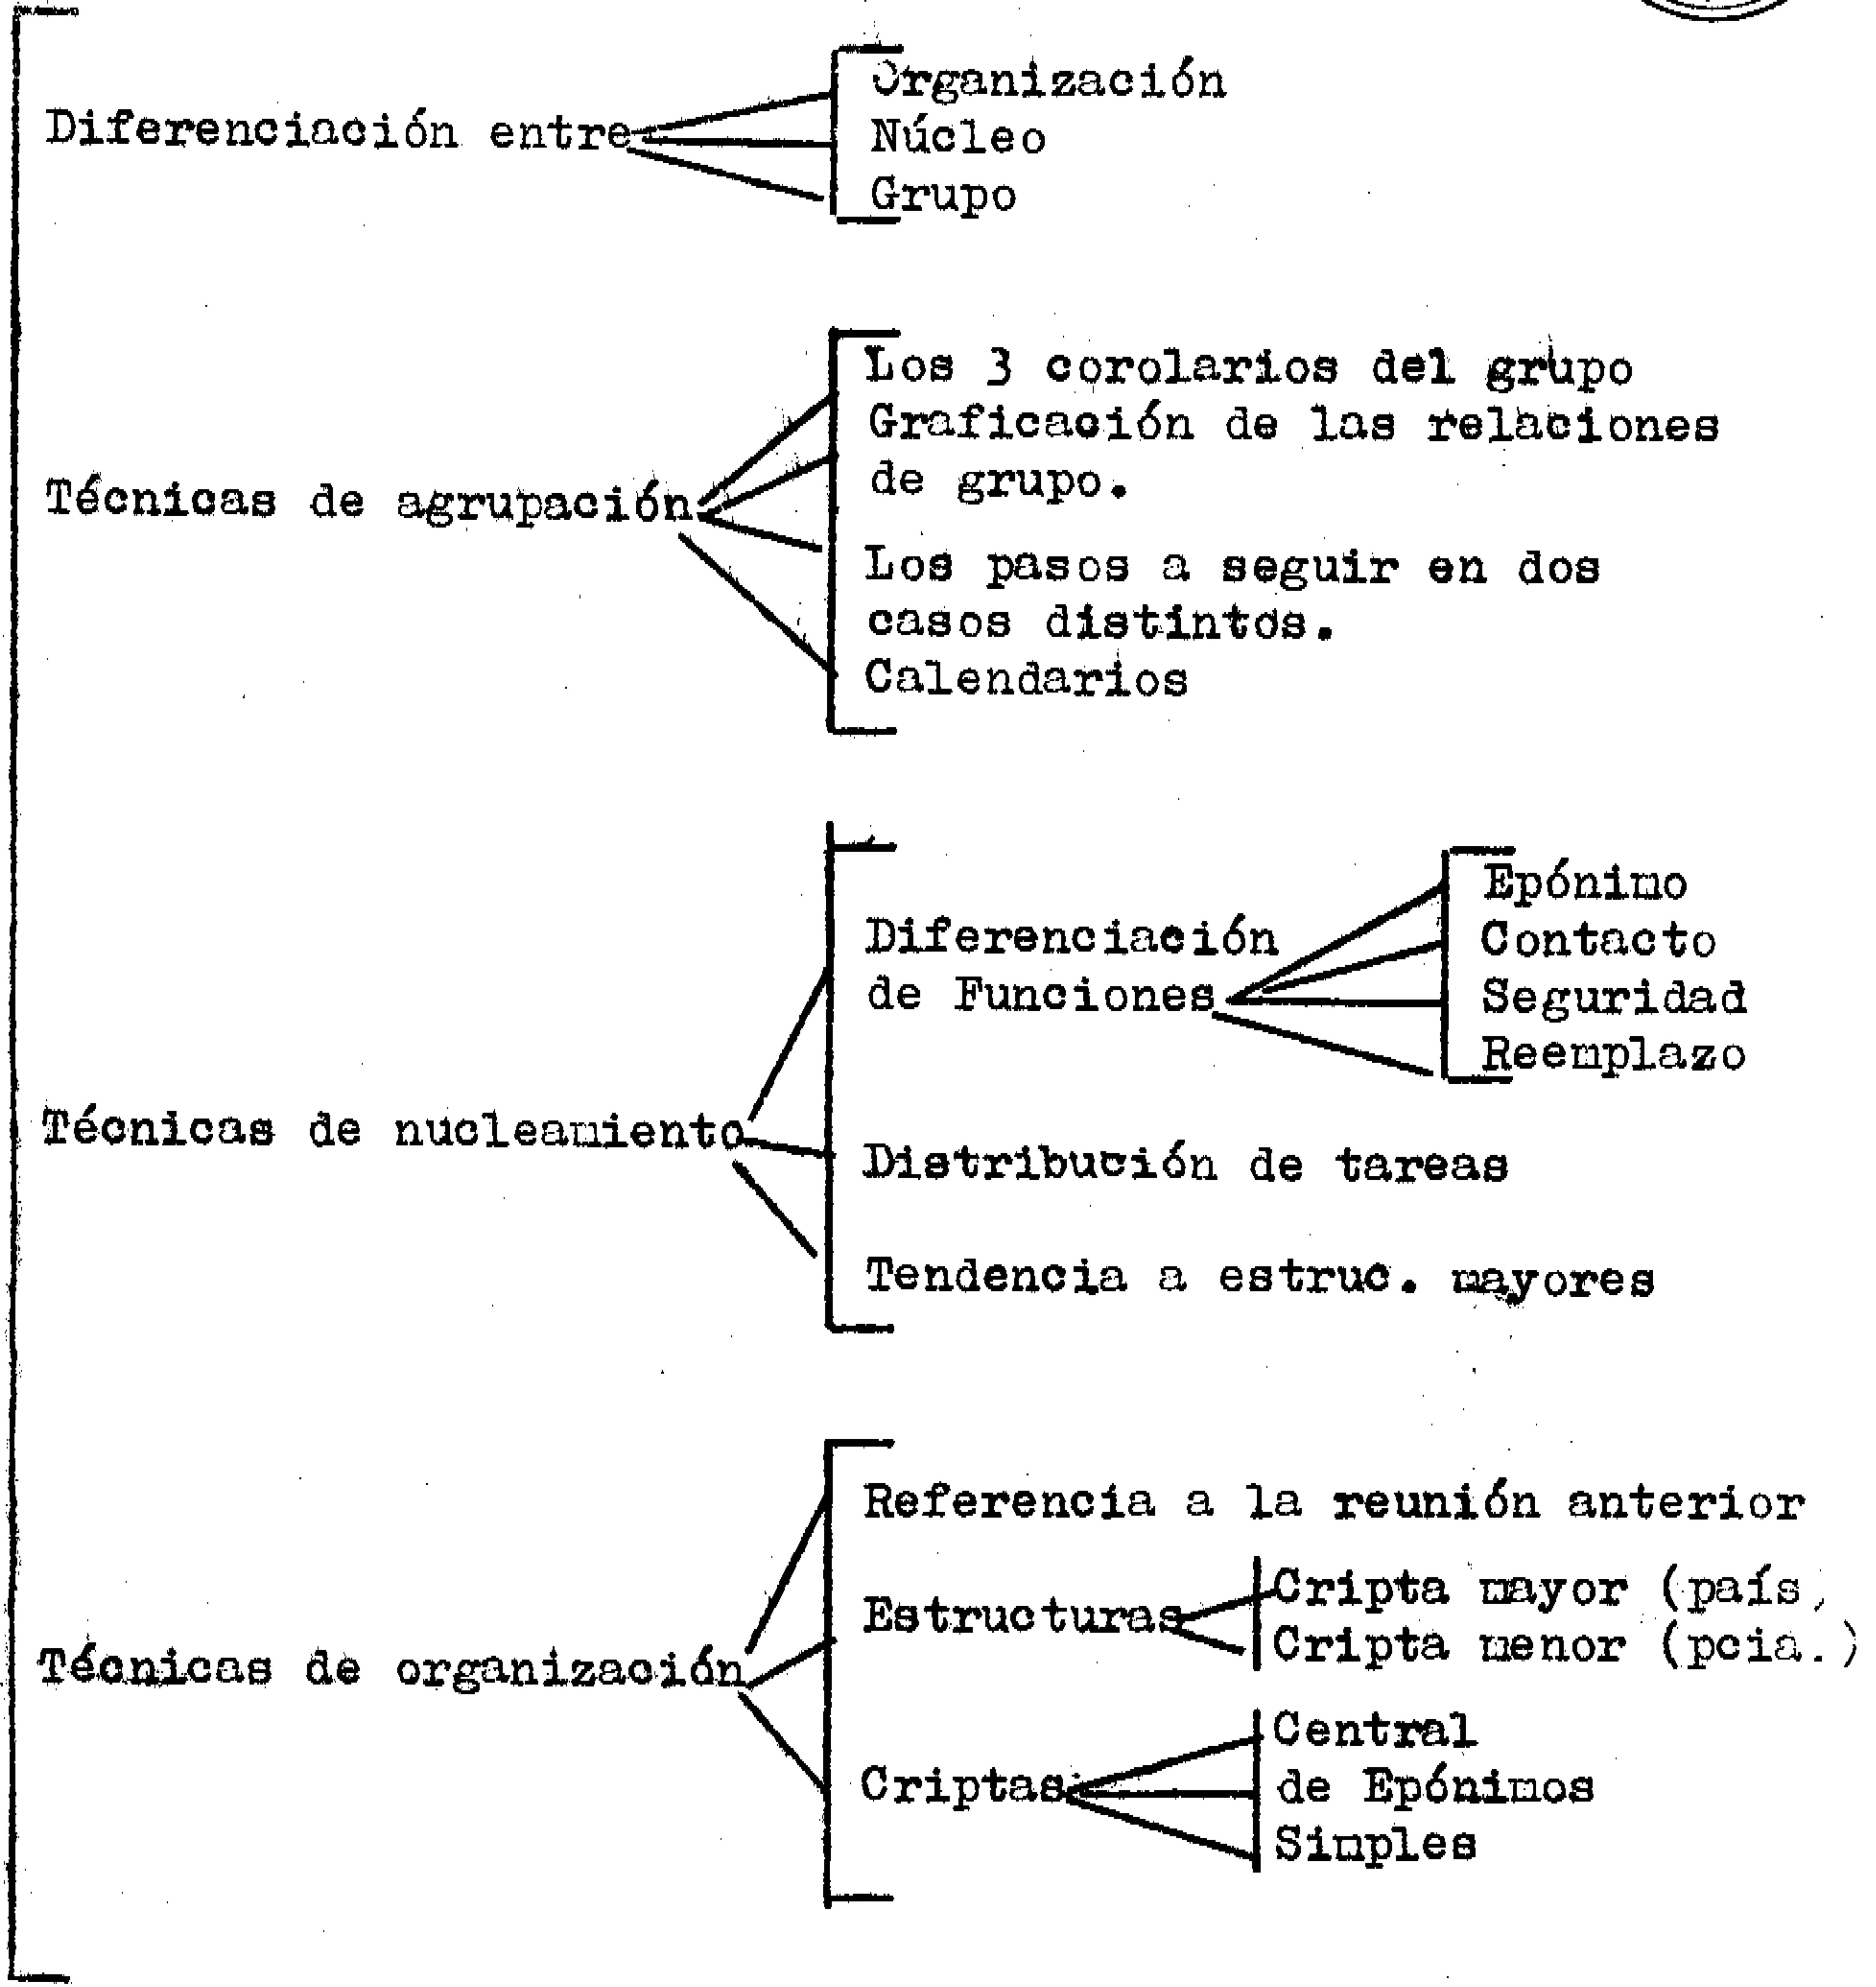 Diferenciación entre
Organización
Núcleo
Grupo
Técnicas de agrupación
Los 3 corolarios del grupo
Graficación de las relaciones
de grupo.
Los pasos a seguir en dos
casos distintos.
Calendarios
Técnicas de nucleamiento
Diferenciación
de Funciones
Epónimo
Contacto
Seguridad
Reemplazo
Distribución de tareas
Tendencia a estruc. mayores
Técnicas de organización
Referencia a la reunión anterior
Estructuras
Cripta mayor (país,
Cripta menor (pcia.)
Criptas
Central
de Epónimos
Simples